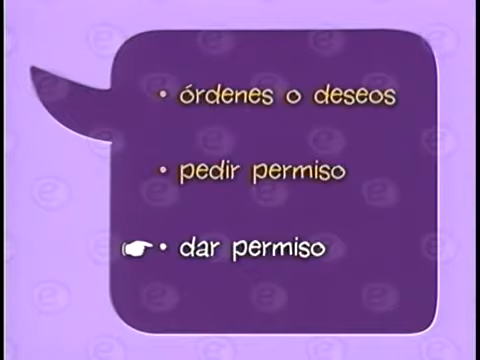 • órdenes o deseos
• pedir permiso
• dar permiso